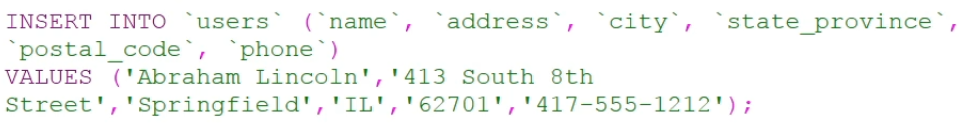 INSERT INTO `users` (`name`, `address`, `city`, `state_province`,
`postal_code`, `phone`)
VALUES ('Abraham Lincoln','413 South 8th
Street','Springfield','IL','62701','417-555-1212');